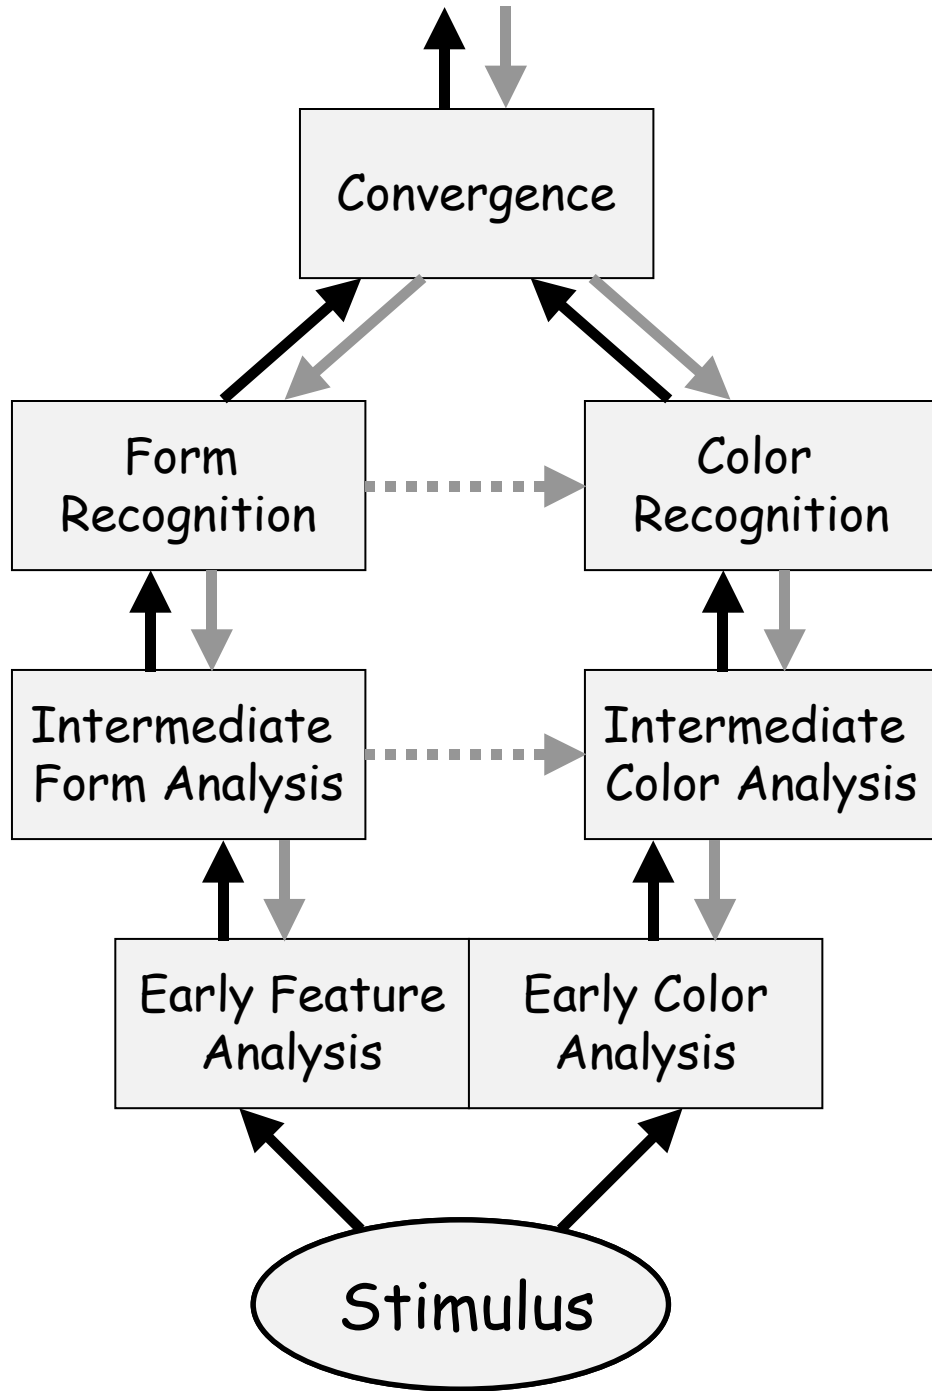 Convergence
Form
Recognition
Color
Recognition
Intermediate
Form Analysis
Intermediate
Color Analysis
Early Feature
Analysis
Early Color
Analysis
Stimulus